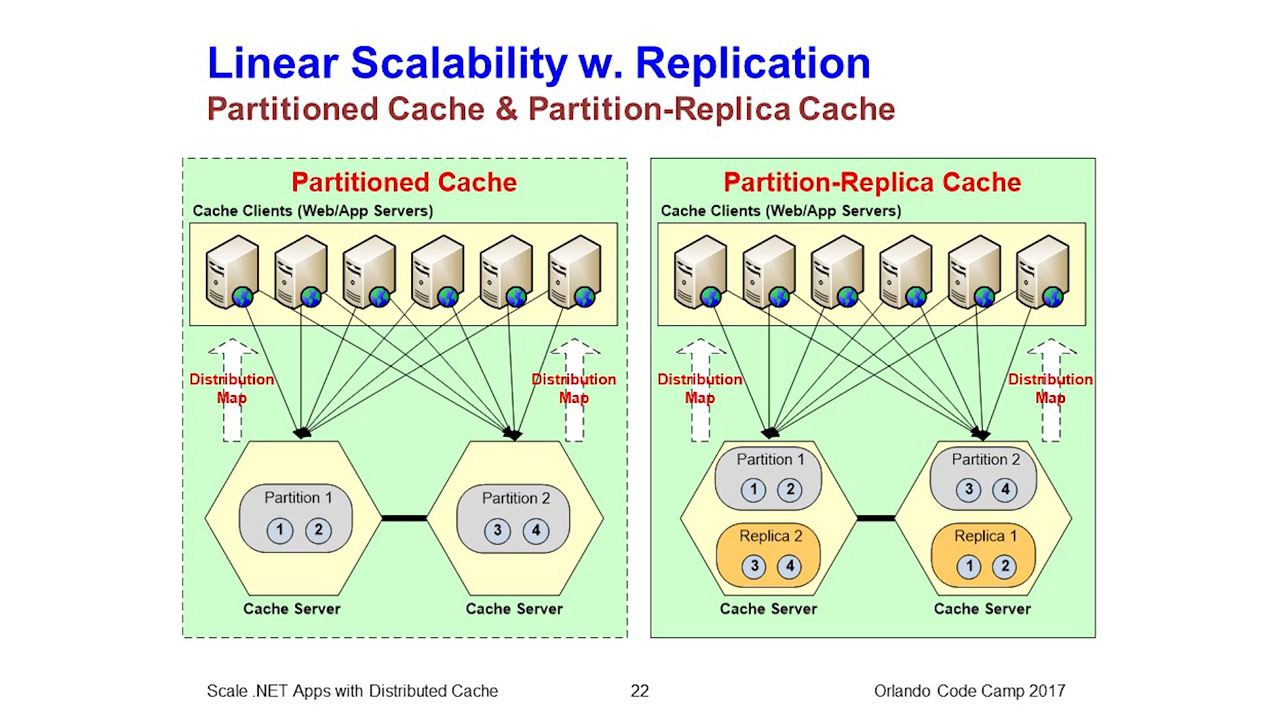 Linear Scalability w. Replication
Partitioned Cache & Partition-Replica Cache
Partitioned Cache
Cache Clients (Web/App Servers)
Distribution
Map
Distribution
Map
Partition 1
1 2
Partition 2
3 4
Cache Server
Cache Server
Partition-Replica Cache
Cache Clients (Web/App Servers)
Distribution
Map
Distribution
Map
Partition 1
1 2
Replica 2
3 4
Cache Server
Partition 2
3 4
Replica 1
1 2
Cache Server
Scale .NET Apps with Distributed Cache
22
Orlando Code Camp 2017